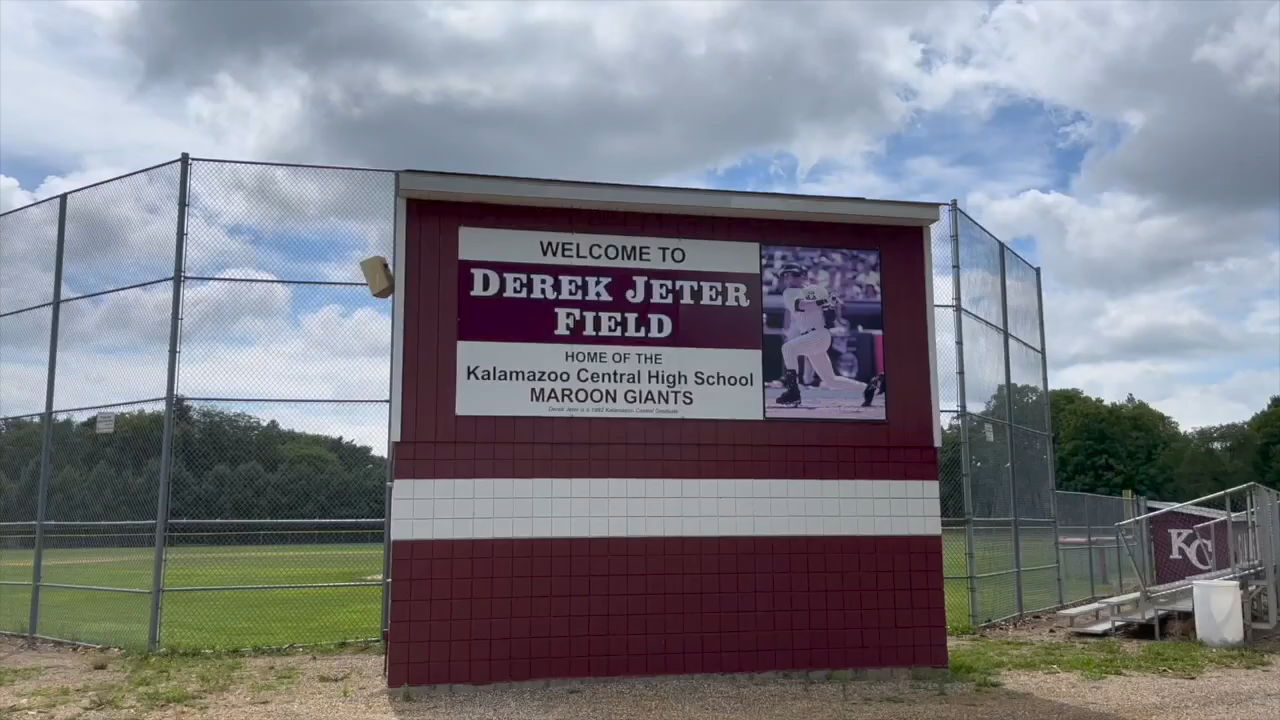 WELCOME TO
DEREK JETER
FIELD
HOME OF THE
Kalamazoo Central High School
MAROON GIANTS
Derek Jeter is a 1992 Kalamazoo Central Graduate
KC